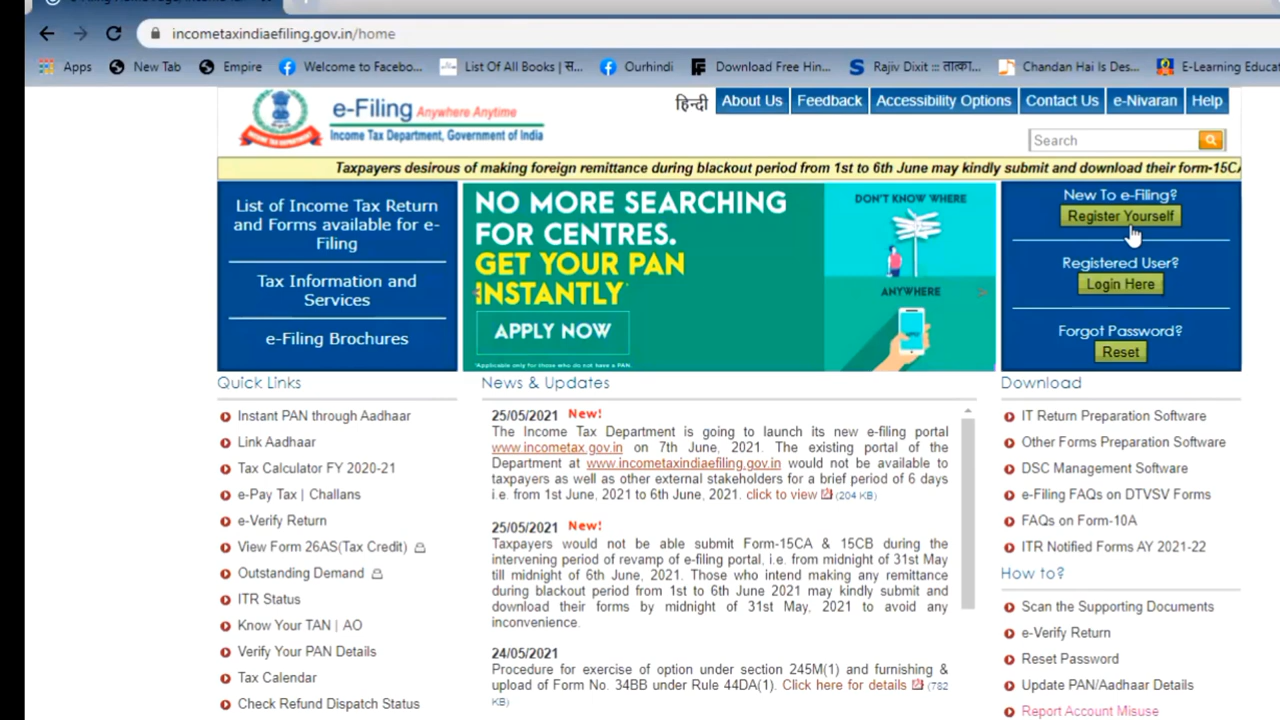 incometaxindiaefiling.gov.in/home
Apps New Tab Empire Welcome to Facebo... List Of All Books | स... Ourhindi Download Free Hin... Rajiv Dixit ::: तात्का... Chandan Hai Is Des... E-Learning Educat
e-Filing Anywhere Anytime
Income Tax Department, Government of India
हिन्दी About Us Feedback Accessibility Options Contact Us e-Nivaran Help
Search
Taxpayers desirous of making foreign remittance during blackout period from 1st to 6th June may kindly submit and download their form-15CA
List of Income Tax Return
and Forms available for e-
Filing
Tax Information and
Services
e-Filing Brochures
NO MORE SEARCHING
FOR CENTRES.
GET YOUR PAN
INSTANTLY*
APPLY NOW
*Applicable only for those who do not have a PAN.
DON'T KNOW WHERE
ANYWHERE
New To e-Filing?
Register Yourself
Registered User?
Login Here
Forgot Password?
Reset
Quick Links
Instant PAN through Aadhaar
Link Aadhaar
Tax Calculator FY 2020-21
e-Pay Tax | Challans
e-Verify Return
View Form 26AS(Tax Credit)
Outstanding Demand
ITR Status
Know Your TAN | AO
Verify Your PAN Details
Tax Calendar
Check Refund Dispatch Status
News & Updates
25/05/2021 New!
The Income Tax Department is going to launch its new e-filing portal
www.incometax.gov.in on 7th June, 2021. The existing portal of the
Department at www.incometaxindiaefiling.gov.in would not be available to
taxpayers as well as other external stakeholders for a brief period of 6 days
i.e. from 1st June, 2021 to 6th June, 2021. click to view (204 KB)
25/05/2021 New!
Taxpayers would not be able submit Form-15CA & 15CB during the
intervening period of revamp of e-filing portal, i.e. from midnight of 31st May
till midnight of 6th June, 2021. Those who intend making any remittance
during blackout period from 1st to 6th June 2021 may kindly submit and
download their forms by midnight of 31st May, 2021 to avoid any
inconvenience.
24/05/2021
Procedure for exercise of option under section 245M(1) and furnishing &
upload of Form No. 34BB under Rule 44DA(1). Click here for details (782
KB)
Download
IT Return Preparation Software
Other Forms Preparation Software
DSC Management Software
e-Filing FAQs on DTVSV Forms
FAQs on Form-10A
ITR Notified Forms AY 2021-22
How to?
Scan the Supporting Documents
e-Verify Return
Reset Password
Update PAN/Aadhaar Details
Report Account Misuse